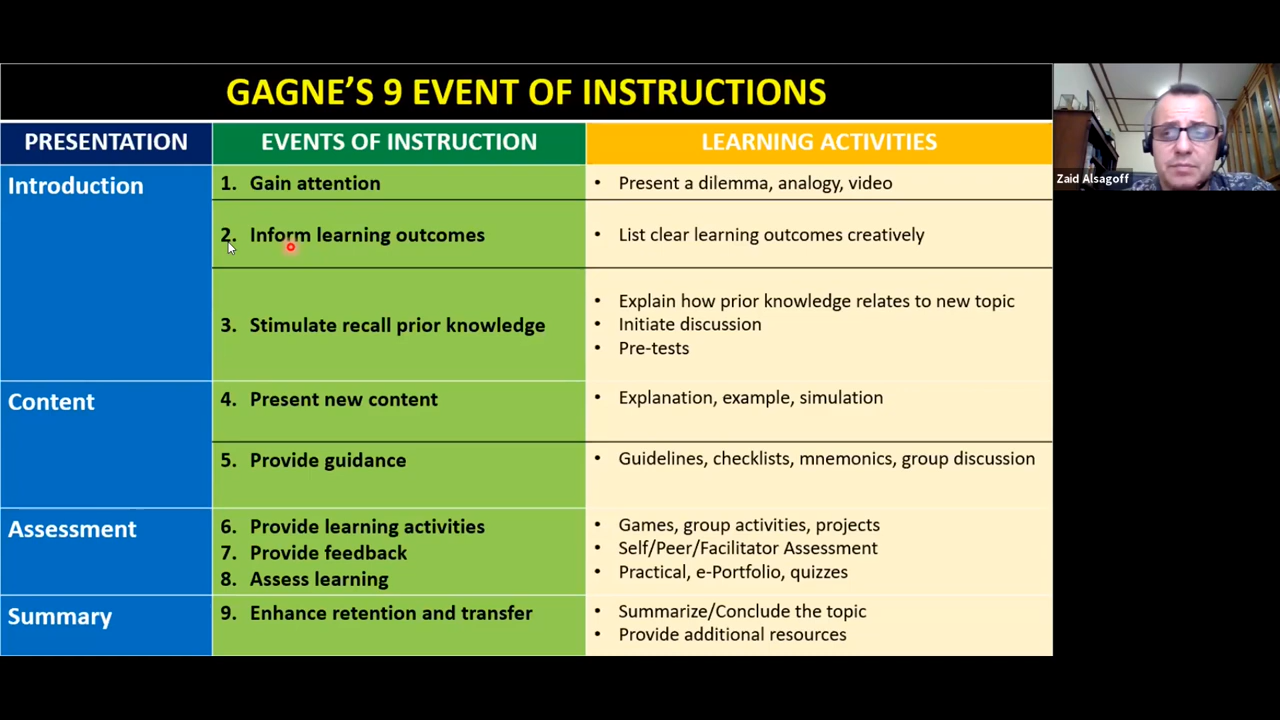 GAGNE'S 9 EVENT OF INSTRUCTIONS
PRESENTATION
EVENTS OF INSTRUCTION
LEARNING ACTIVITIES
Introduction
1. Gain attention
• Present a dilemma, analogy, video
2. Inform learning outcomes
• List clear learning outcomes creatively
3. Stimulate recall prior knowledge
• Explain how prior knowledge relates to new topic
• Initiate discussion
• Pre-tests
Content
4. Present new content
• Explanation, example, simulation
5. Provide guidance
• Guidelines, checklists, mnemonics, group discussion
Assessment
6. Provide learning activities
7. Provide feedback
8. Assess learning
• Games, group activities, projects
• Self/Peer/Facilitator Assessment
• Practical, e-Portfolio, quizzes
Summary
9. Enhance retention and transfer
• Summarize/Conclude the topic
• Provide additional resources
Zaid Alsagoff